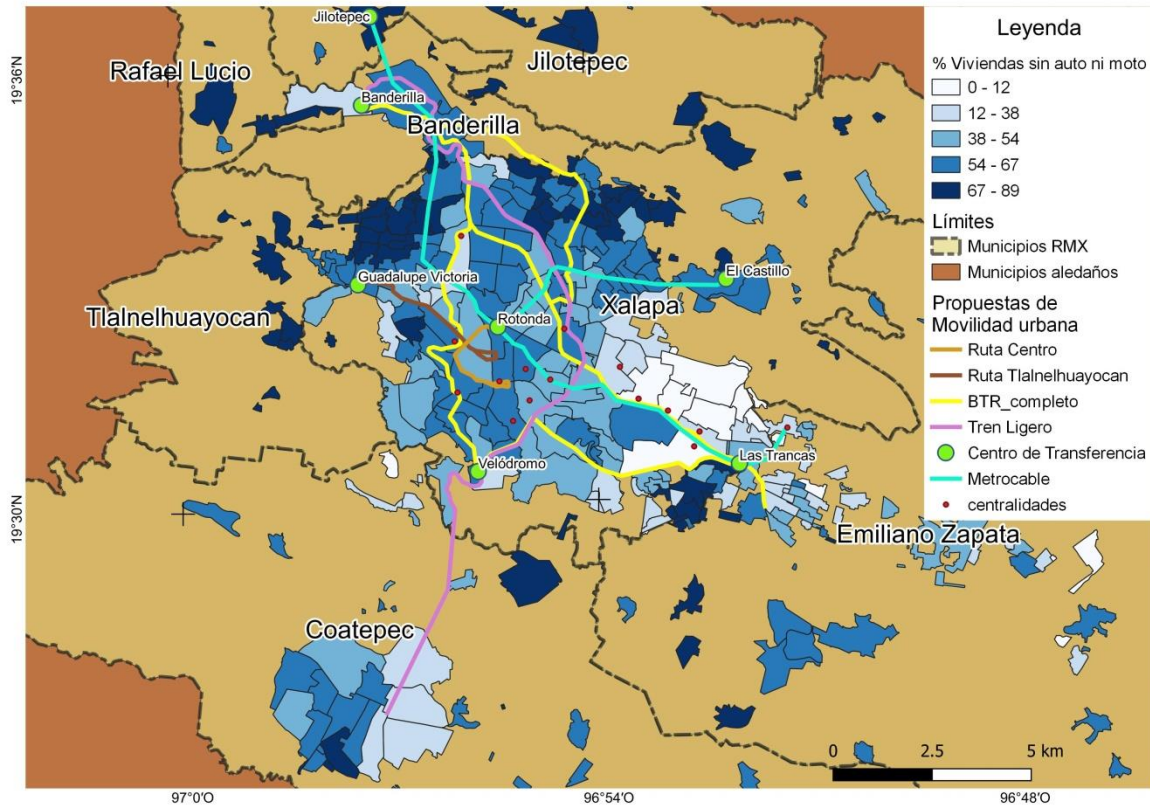 Jilotepec
Rafael Lucio
Jilotepec
Banderilla
Banderilla
Guadalupe Victoria
El Castillo
Tlalnelhuayocan
Rotonda
Xalapa
Velódromo
Las Trancas
Emiliano Zapata
Coatepec
19°36'N
19°30'N
97°0'O
96°54'O
96°48'O
0 2.5 5 km
Leyenda
% Viviendas sin auto ni moto
0 - 12
12 - 38
38 - 54
54 - 67
67 - 89
Límites
Municipios RMX
Municipios aledaños
Propuestas de
Movilidad urbana
Ruta Centro
Ruta Tlalnelhuayocan
BTR_completo
Tren Ligero
Centro de Transferencia
Metrocable
centralidades